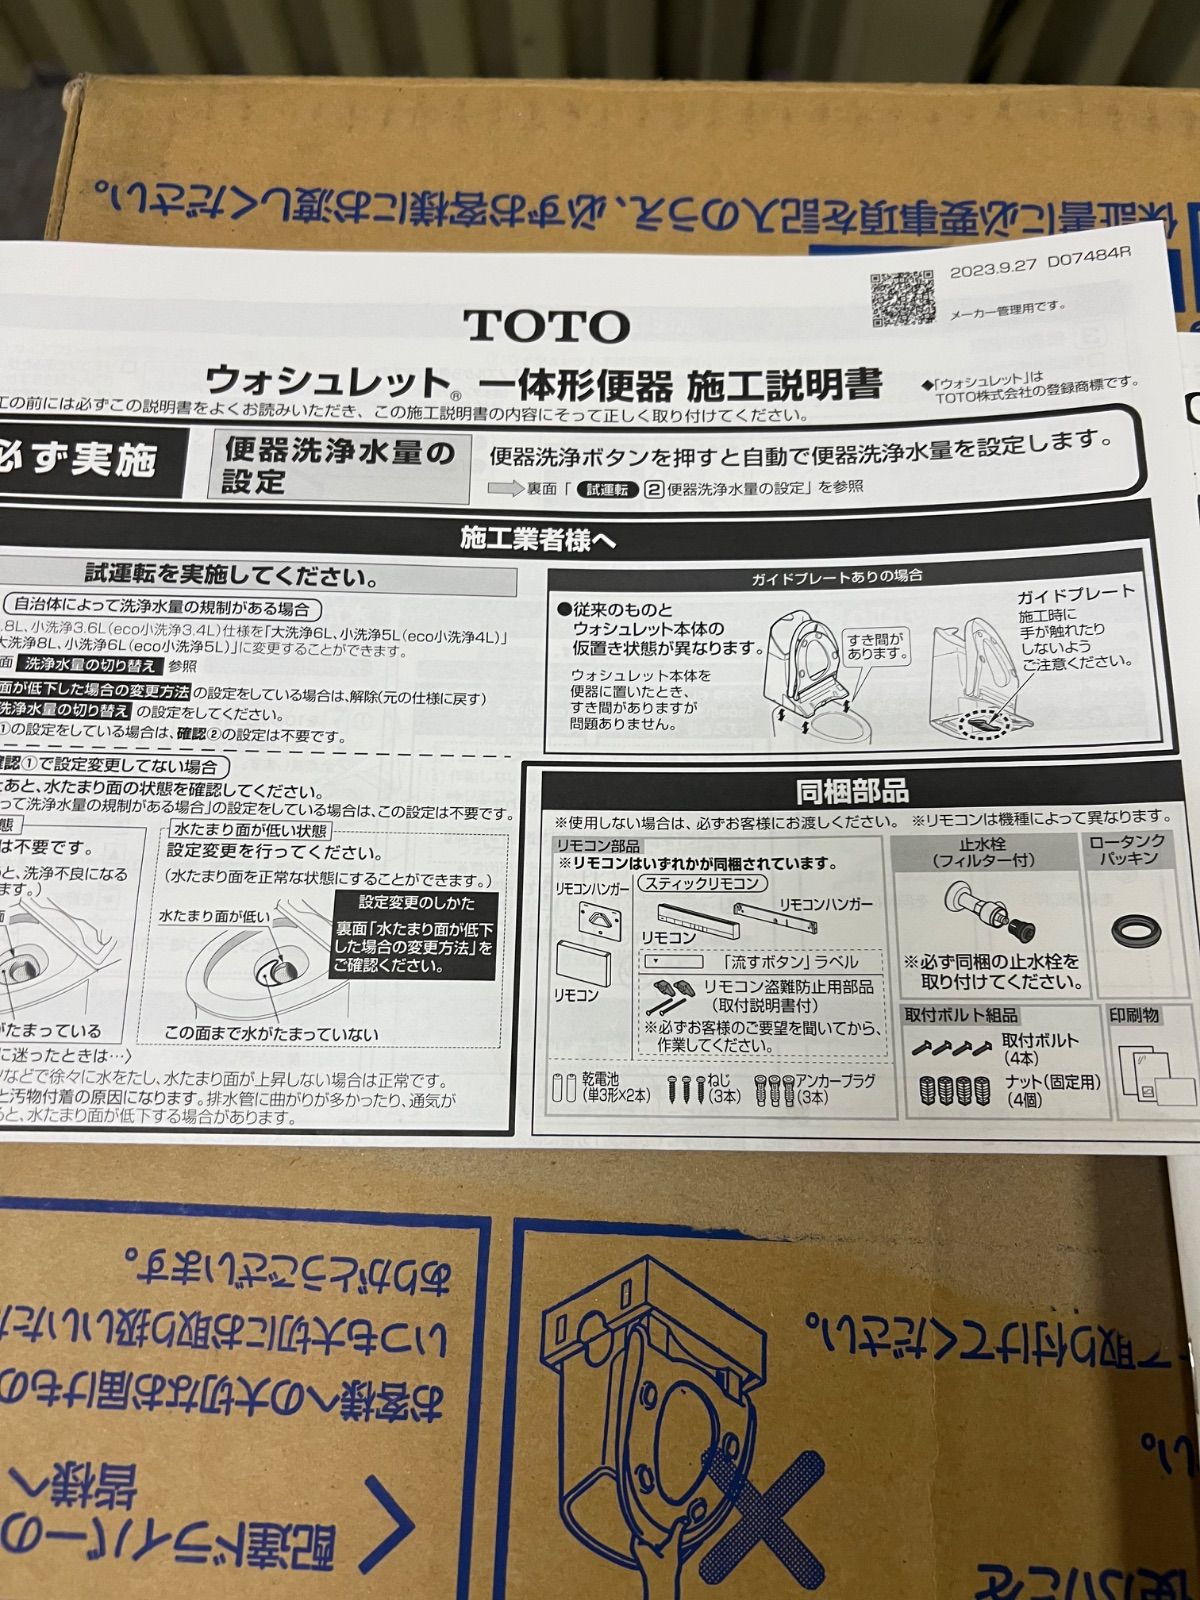 保証書に必要事項を記入のうえ、必ずお客様にお渡しください。
2023.9.27 D07484R
メーカー管理用です。
TOTO
ウォシュレット® 一体形便器 施工説明書
◆「ウォシュレット」は
TOTO株式会社の登録商標です。
工の前には必ずこの説明書をよくお読みいただき、この施工説明書の内容にそって正しく取り付けてください。
必ず実施
便器洗浄水量の
設定
便器洗浄ボタンを押すと自動で便器洗浄水量を設定します。
裏面「 試運転 2 便器洗浄水量の設定」を参照
施工業者様へ
試運転を実施してください。
自治体によって洗浄水量の規制がある場合
.8L、小洗浄3.6L(eco小洗浄3.4L)仕様を「大洗浄6L、小洗浄5L(eco小洗浄4L)」
大洗浄8L、小洗浄6L(eco小洗浄5L)」に変更することができます。
面 洗浄水量の切り替え 参照
面が低下した場合の変更方法 の設定をしている場合は、解除(元の仕様に戻す)
洗浄水量の切り替え の設定をしてください。
①の設定をしている場合は、確認②の設定は不要です。
確認①で設定変更してない場合
あと、水たまり面の状態を確認してください。
って洗浄水量の規制がある場合」の設定をしている場合は、この設定は不要です。
態
は不要です。
と、洗浄不良になる
ます。)
面
がたまっている
水たまり面が低い状態
設定変更を行ってください。
(水たまり面を正常な状態にすることができます。)
水たまり面が低い
設定変更のしかた
裏面「水たまり面が低下
した場合の変更方法」を
ご確認ください。
この面まで水がたまっていない
に迷ったときは…〉
ツなどで徐々に水をたし、水たまり面が上昇しない場合は正常です。
と汚物付着の原因になります。排水管に曲がりが多かったり、通気が
ると、水たまり面が低下する場合があります。
ガイドプレートありの場合
●従来のものと
ウォシュレット本体の
仮置き状態が異なります。
ウォシュレット本体を
便器に置いたとき、
すき間がありますが
問題ありません。
すき間が
あります。
ガイドプレート
施工時に
手が触れたり
しないよう
ご注意ください。
同梱部品
※使用しない場合は、必ずお客様にお渡しください。 ※リモコンは機種によって異なります。
リモコン部品
※リモコンはいずれかが同梱されています。
リモコンハンガー
リモコン
スティックリモコン
リモコンハンガー
リモコン
「流すボタン」ラベル
リモコン盗難防止用部品
(取付説明書付)
※必ずお客様のご要望を聞いてから、
作業してください。
乾電池
(単3形×2本)
ねじ
(3本)
アンカープラグ
(3本)
止水栓
(フィルター付)
※必ず同梱の止水栓を
取り付けてください。
ロータンク
パッキン
取付ボルト組品
取付ボルト
(4本)
ナット(固定用)
(4個)
印刷物
配達ドライバーの
皆様へ
お客様への大切なお届けもの
いつも大切にお取り扱いいただ
ありがとうございます。
て取り付けてください。
い。